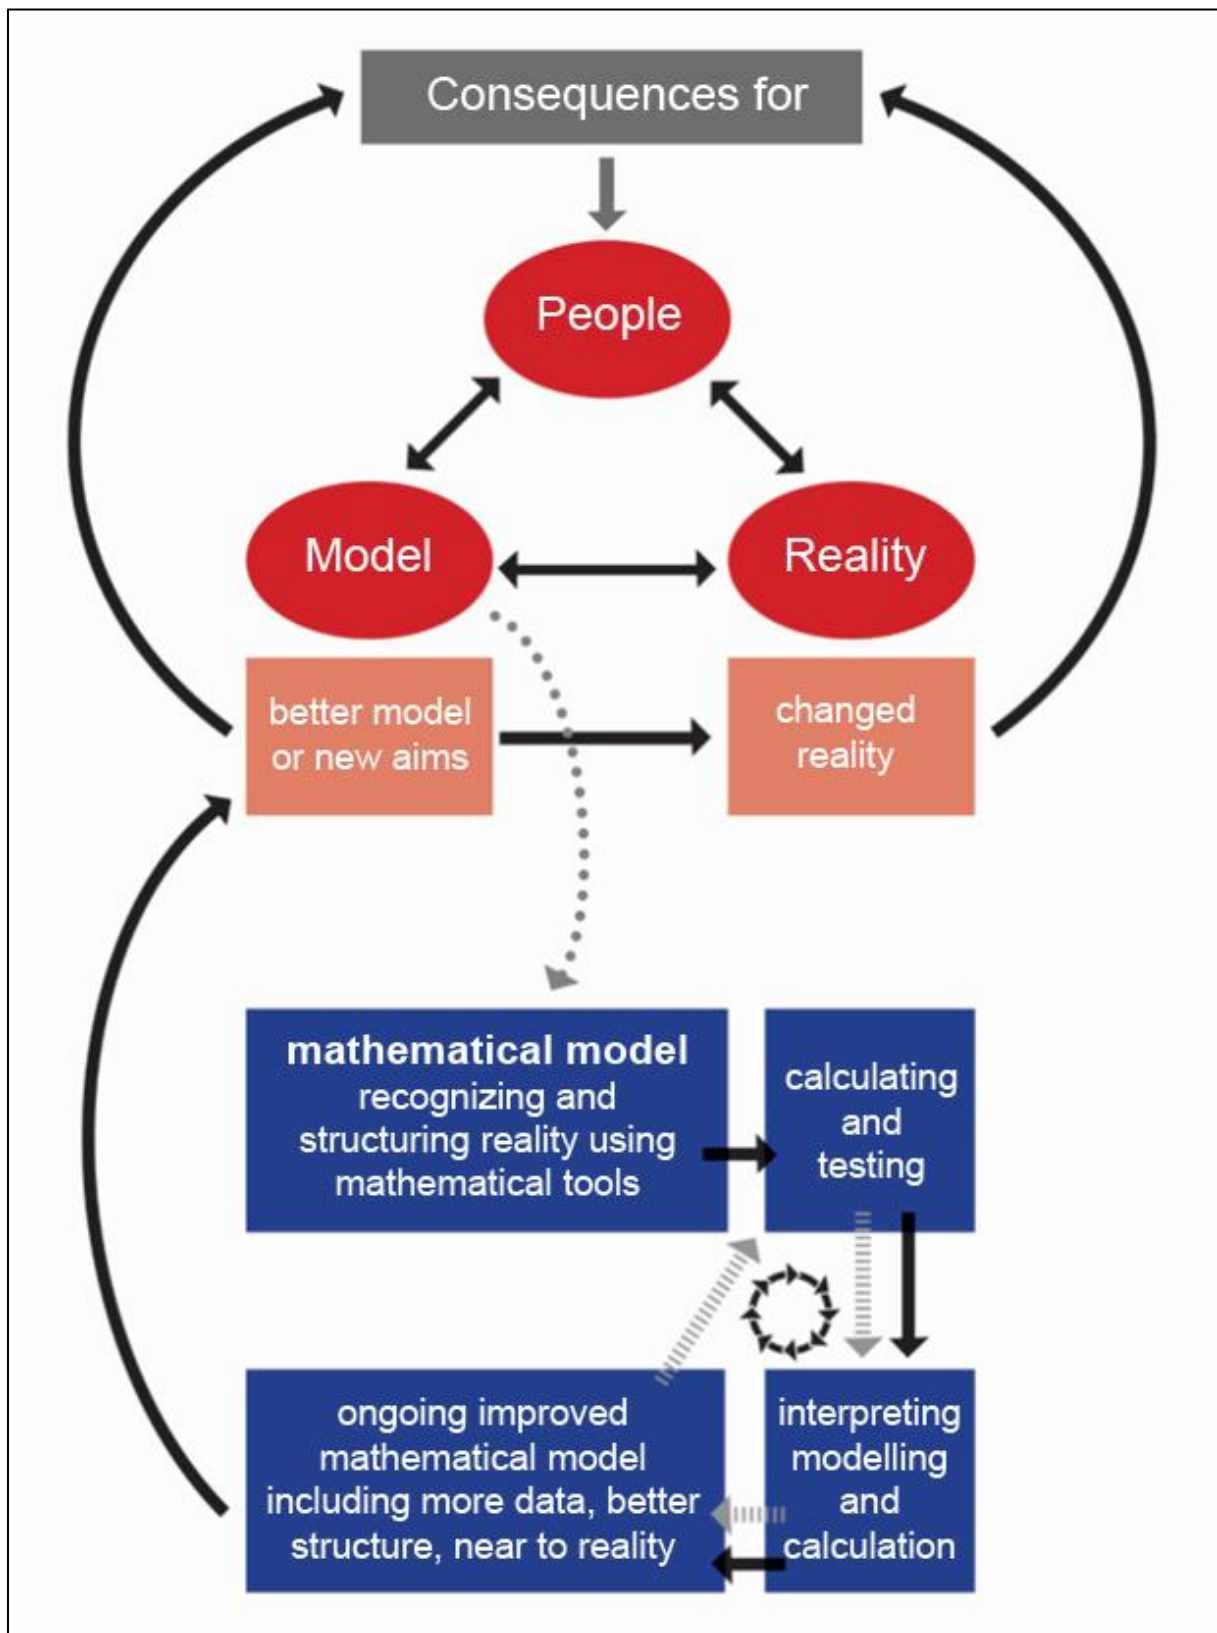 Consequences for
People
Model
Reality
better model
or new aims
changed
reality
mathematical model
recognizing and
structuring reality using
mathematical tools
calculating
and
testing
ongoing improved
mathematical model
including more data, better
structure, near to reality
interpreting
modelling
and
calculation